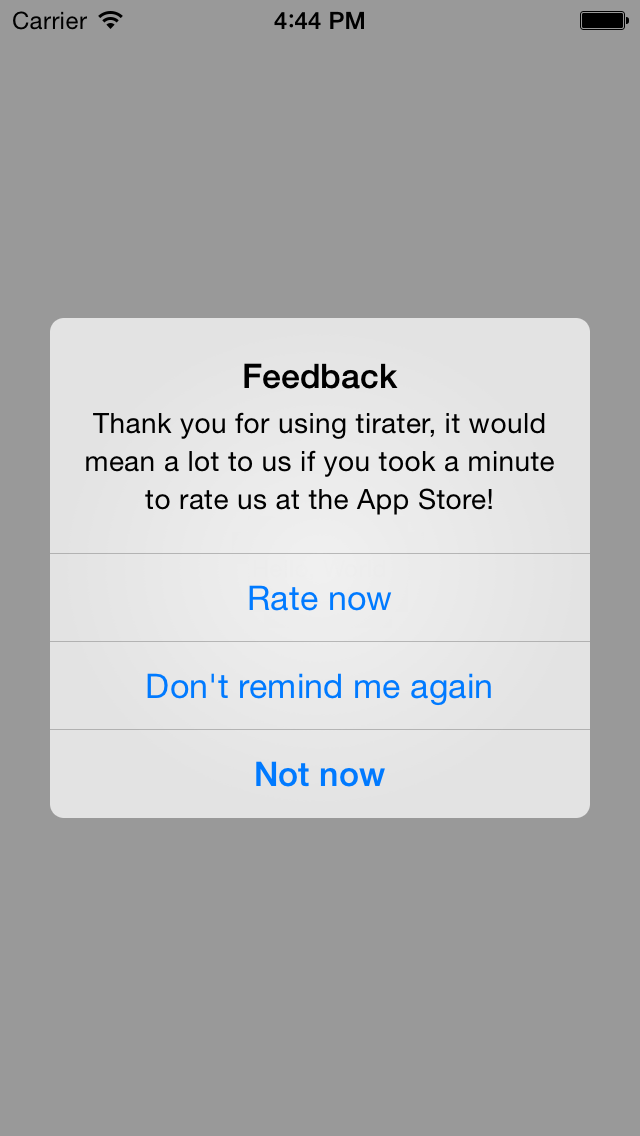 Carrier 4:44 PM
Feedback
Thank you for using tirater, it would
mean a lot to us if you took a minute
to rate us at the App Store!
Rate now
Don't remind me again
Not now